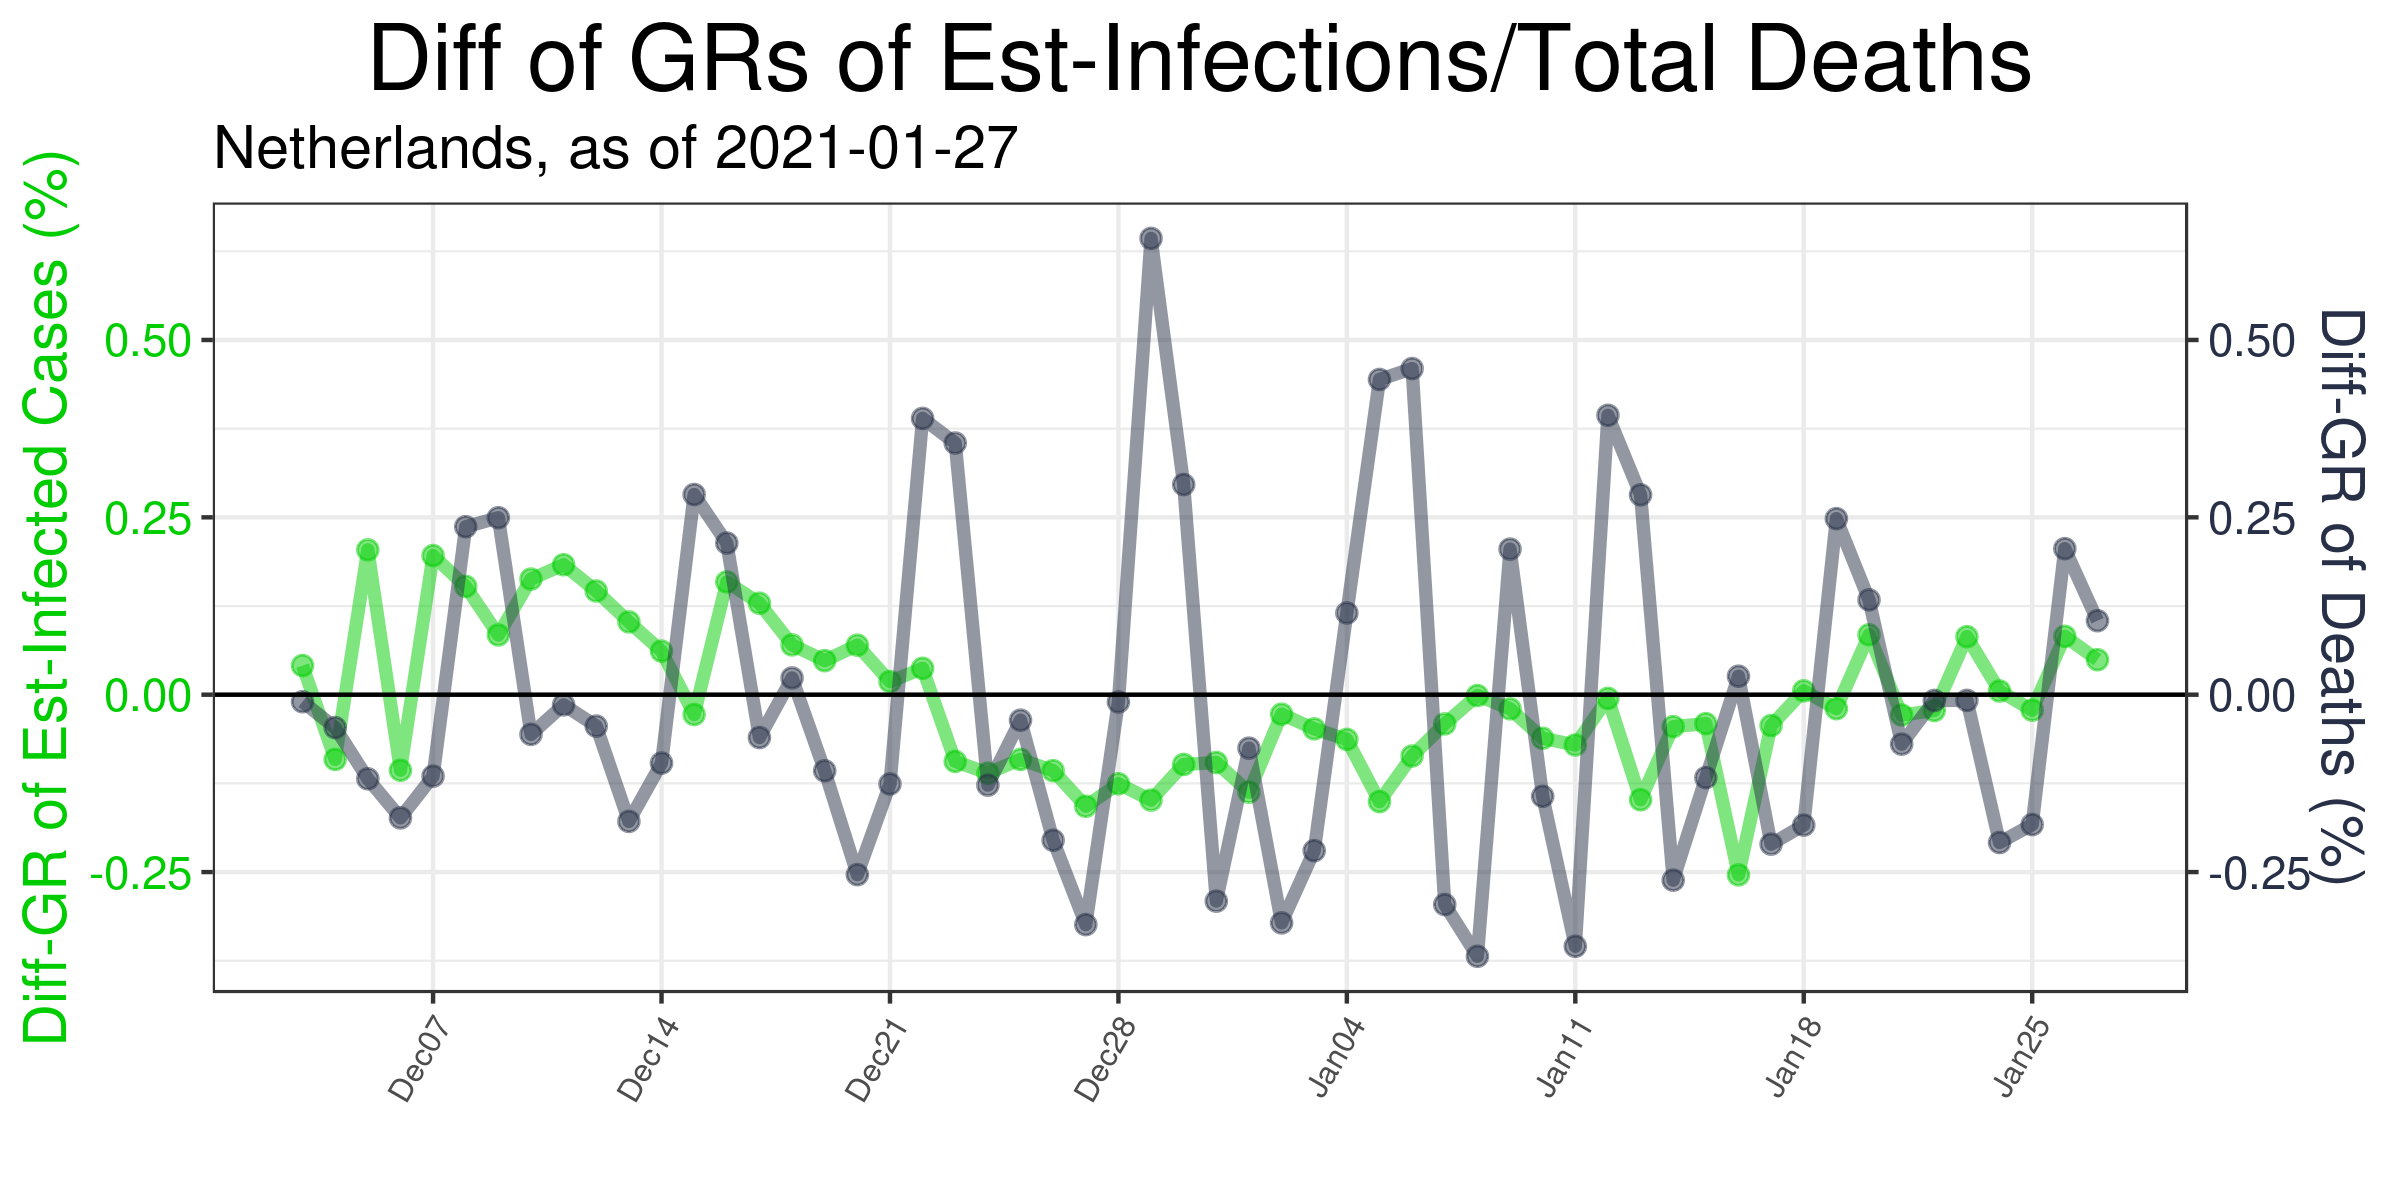 Diff of GRs of Est-Infections/Total Deaths
Netherlands, as of 2021-01-27
Diff-GR of Est-Infected Cases (%)
0.50
0.25
0.00
-0.25
0.50
0.25
0.00
-0.25
Diff-GR of Deaths (%)
Dec07
Dec14
Dec21
Dec28
Jan04
Jan11
Jan18
Jan25